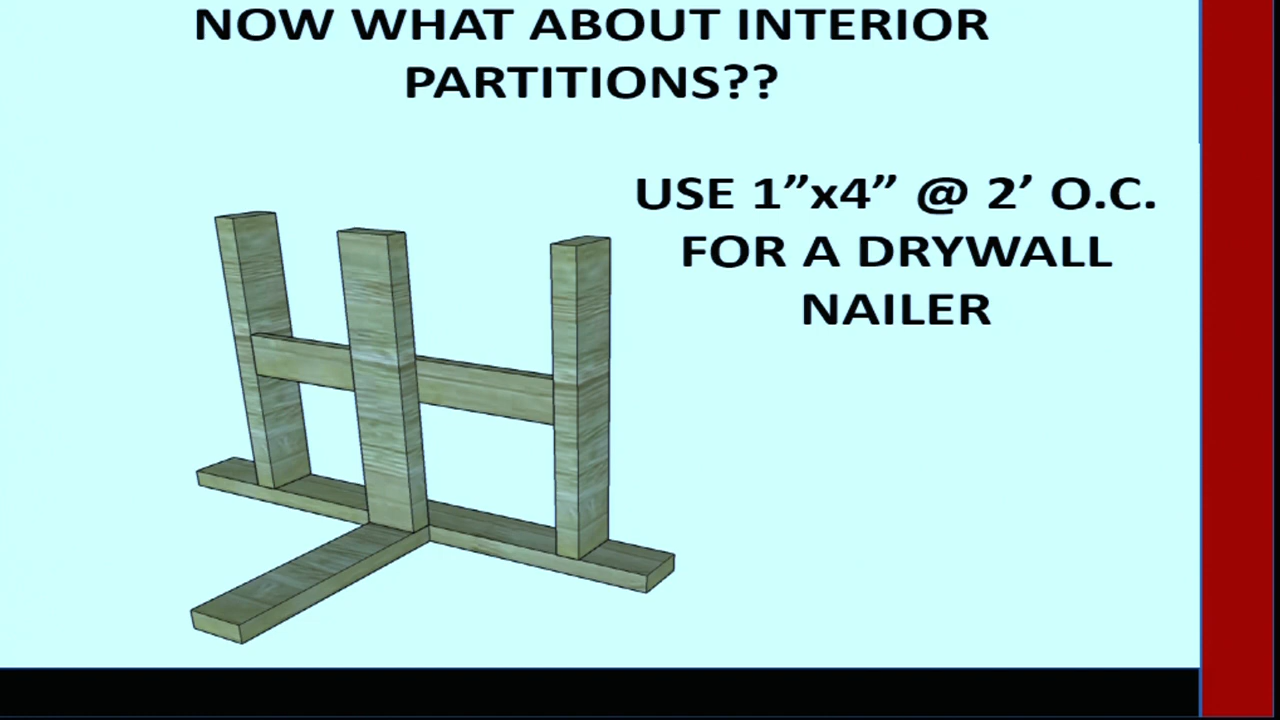 NOW WHAT ABOUT INTERIOR
PARTITIONS??
USE 1”x4” @ 2’ O.C.
FOR A DRYWALL
NAILER